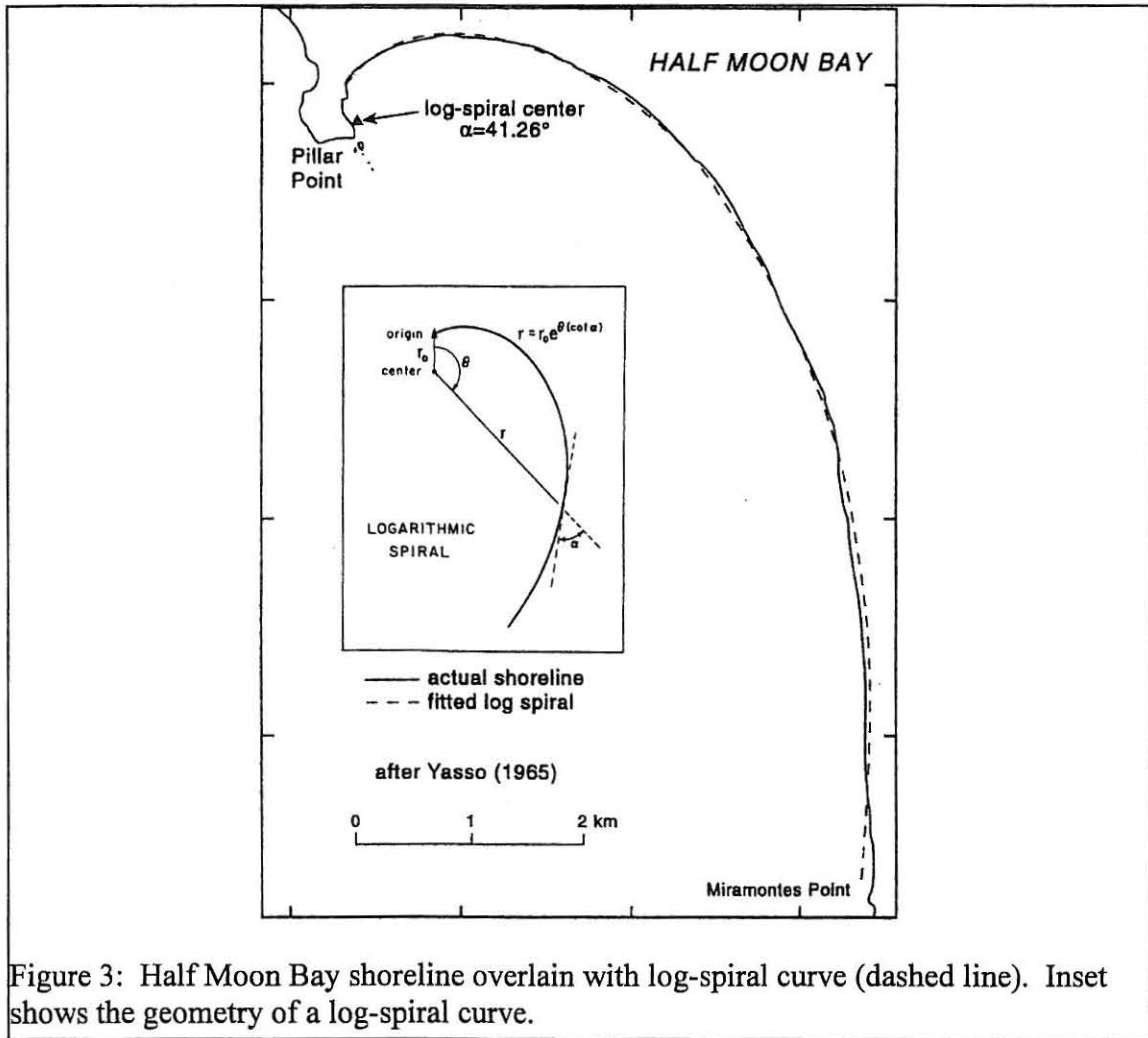 HALF MOON BAY
log-spiral center
α=41.26°
Pillar
Point
origin
r = r₀e^θ(cot α)
r₀
θ
center
r
LOGARITHMIC
SPIRAL
α
actual shoreline
fitted log spiral
after Yasso (1965)
0 1 2 km
Miramontes Point
Figure 3: Half Moon Bay shoreline overlain with log-spiral curve (dashed line). Inset
shows the geometry of a log-spiral curve.